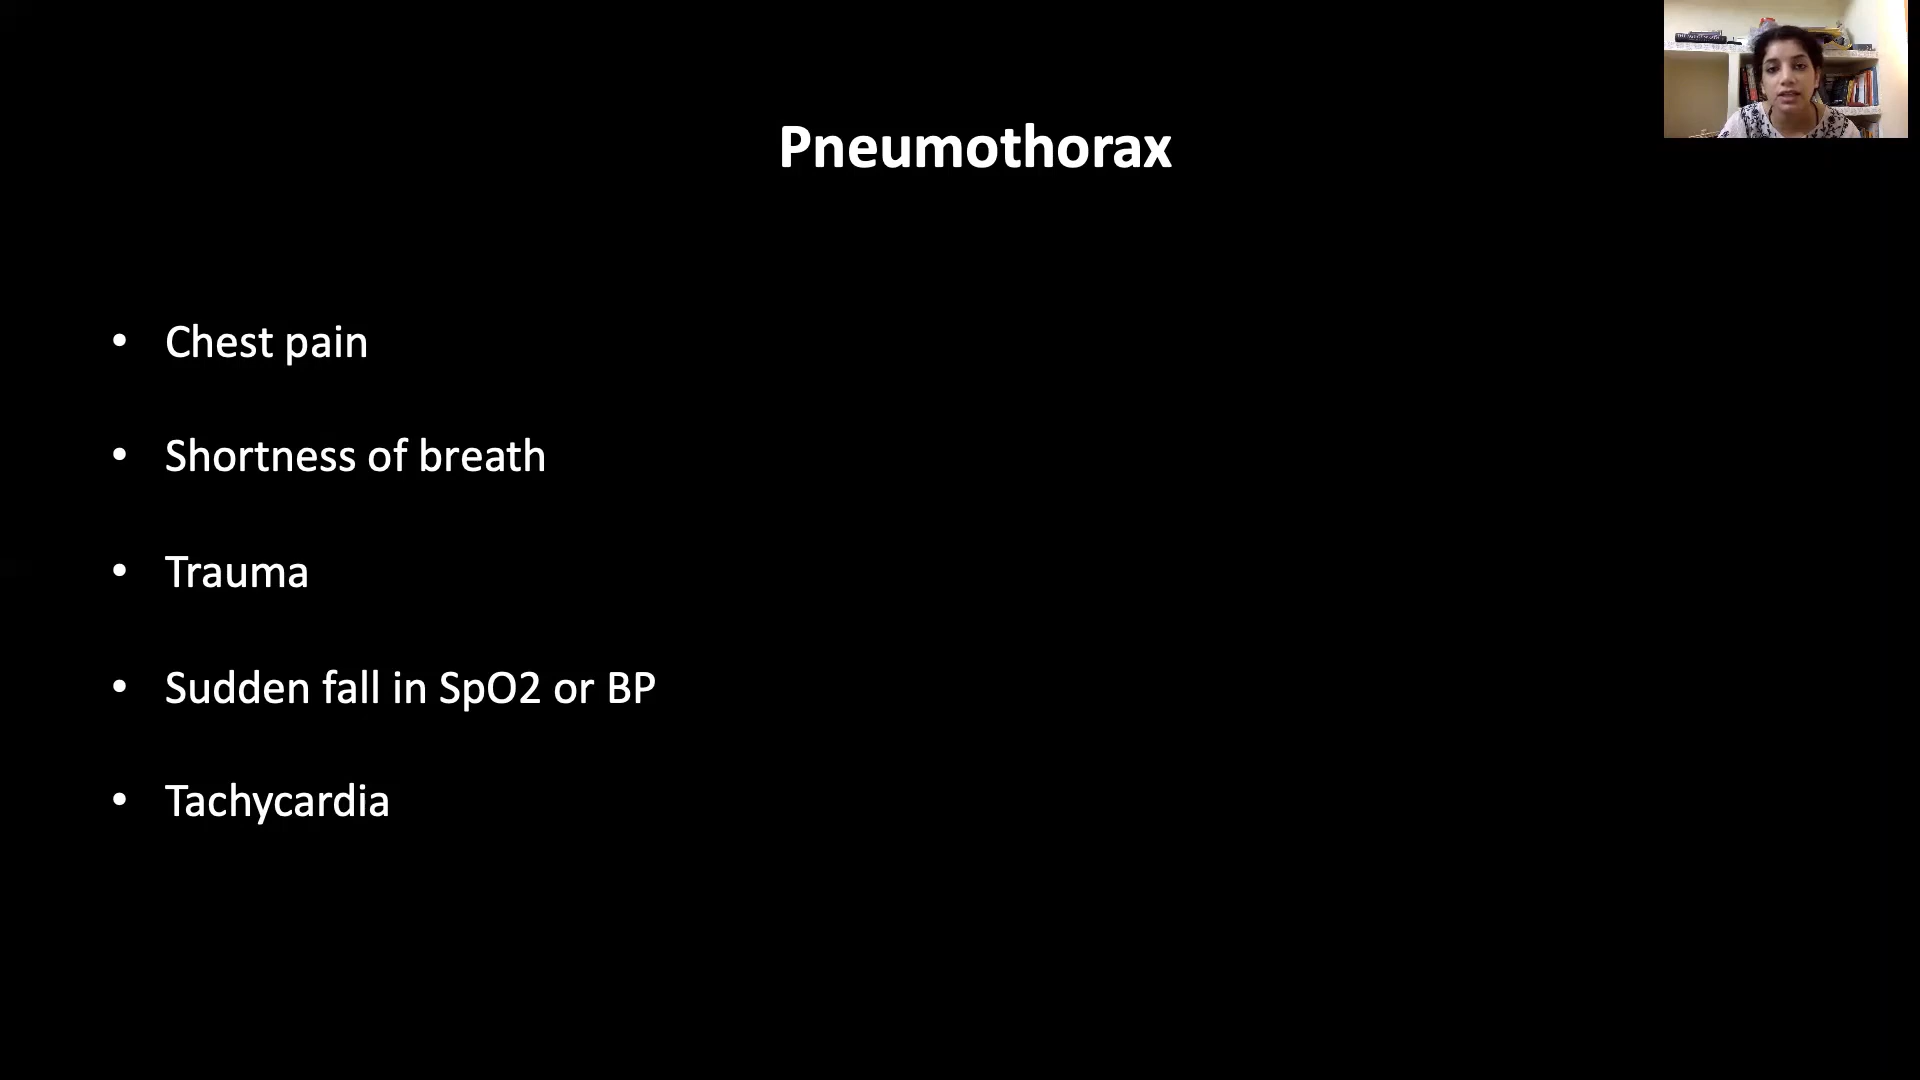 Pneumothorax
• Chest pain
• Shortness of breath
• Trauma
• Sudden fall in SpO2 or BP
• Tachycardia